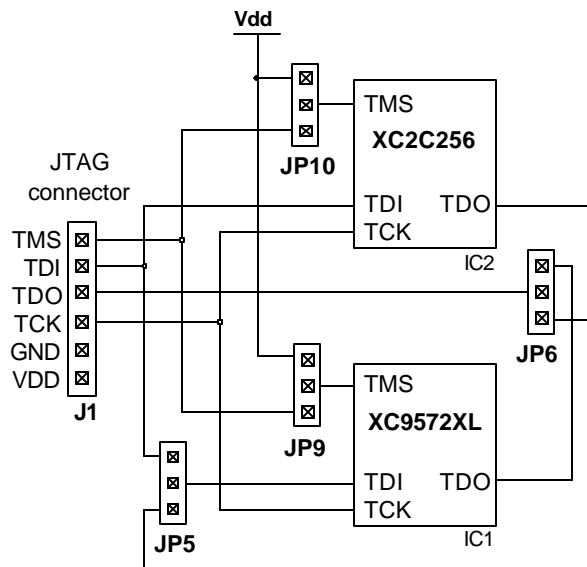 Vdd
TMS
XC2C256
JP10
JTAG
connector
TDI TDO
TCK
IC2
TMS
TDI
TDO
TCK
GND
VDD
J1
JP6
TMS
XC9572XL
JP9
TDI TDO
TCK
IC1
JP5